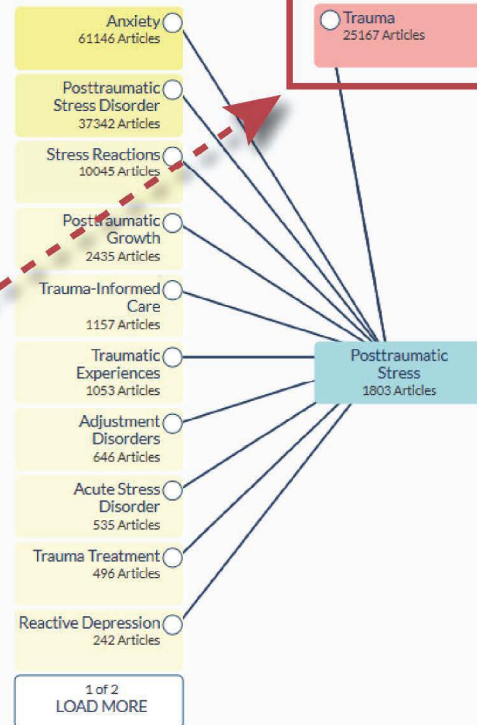 Anxiety
61146 Articles
Posttraumatic
Stress Disorder
37342 Articles
Stress Reactions
10045 Articles
Posttraumatic
Growth
2435 Articles
Trauma-Informed
Care
1157 Articles
Traumatic
Experiences
1053 Articles
Adjustment
Disorders
646 Articles
Acute Stress
Disorder
535 Articles
Trauma Treatment
496 Articles
Reactive Depression
242 Articles
1 of 2
LOAD MORE
Trauma
25167 Articles
Posttraumatic
Stress
1803 Articles